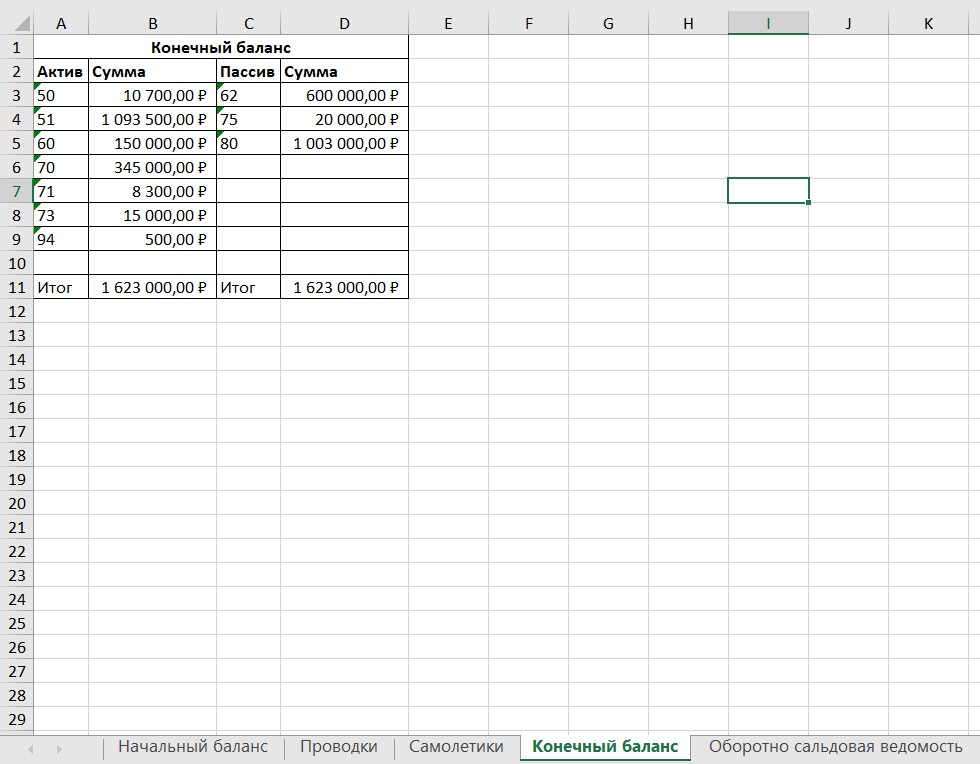 A B C D E F G H I J K
1 Конечный баланс
2 Актив Сумма Пассив Сумма
3 50 10 700,00 ₽ 62 600 000,00 ₽
4 51 1 093 500,00 ₽ 75 20 000,00 ₽
5 60 150 000,00 ₽ 80 1 003 000,00 ₽
6 70 345 000,00 ₽
7 71 8 300,00 ₽
8 73 15 000,00 ₽
9 94 500,00 ₽
10
11 Итог 1 623 000,00 ₽ Итог 1 623 000,00 ₽
12
13
14
15
16
17
18
19
20
21
22
23
24
25
26
27
28
29
Начальный баланс Проводки Самолетики Конечный баланс Оборотно сальдовая ведомость